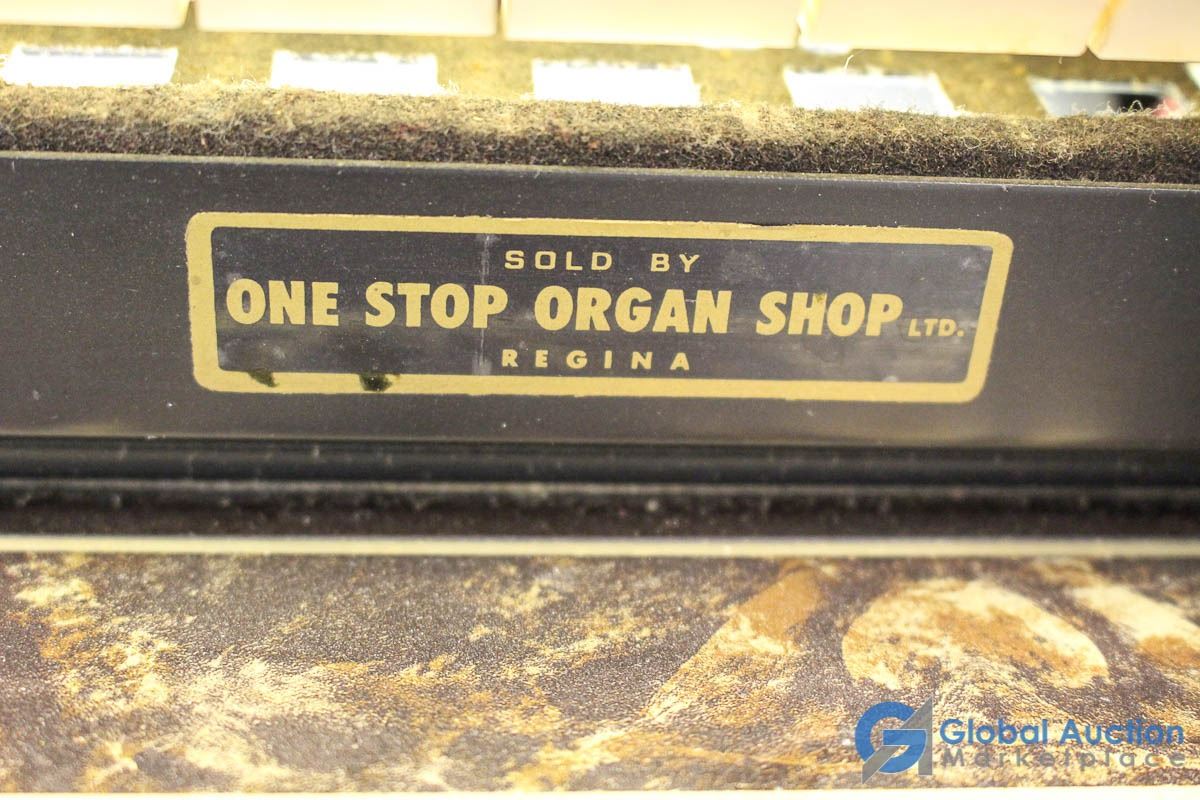 SOLD BY
ONE STOP ORGAN SHOP LTD.
REGINA
Global Auction
Marketplace